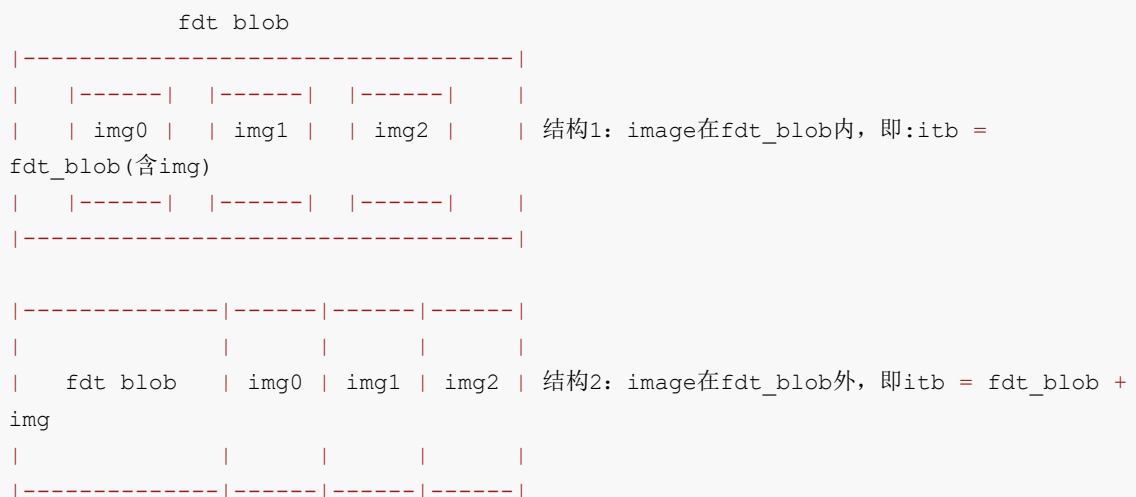 fdt blob
|-----------------------------------|
|   |------|  |------|  |------|    |
|   | img0 |  | img1 |  | img2 |    | 结构1：image在fdt_blob内，即:itb =
fdt_blob(含img)
|   |------|  |------|  |------|    |
|-----------------------------------|

|--------------|------|------|------|
|              |      |      |      |
|   fdt blob   | img0 | img1 | img2 | 结构2：image在fdt_blob外，即itb = fdt_blob +
img
|              |      |      |      |
|--------------|------|------|------|